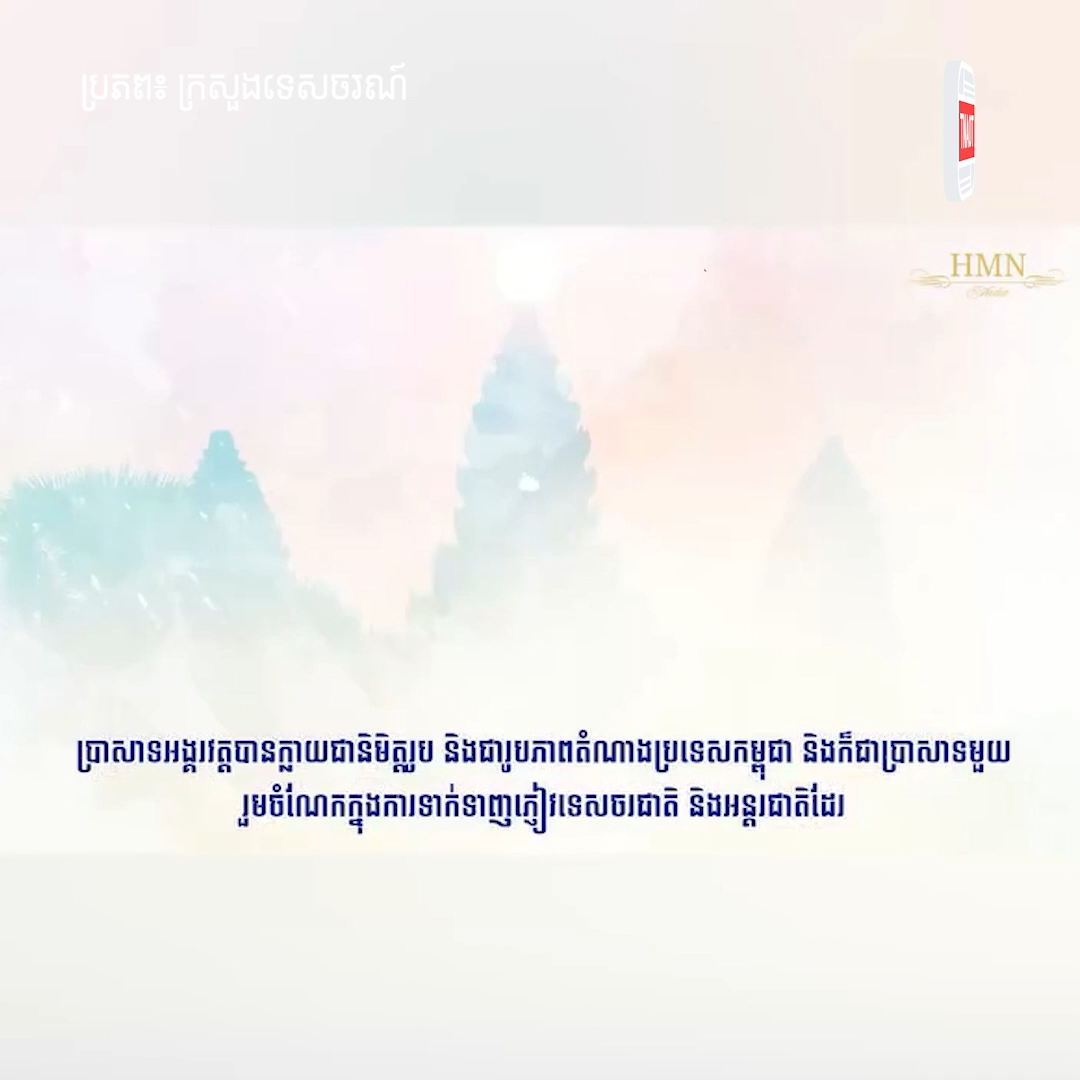 ប្រភព៖ ក្រសួងទេសចរណ៍
HMN
ប្រាសាទអង្គរវត្តបានក្លាយជានិមិត្តរូប និងជារូបភាពតំណាងប្រទេសកម្ពុជា និងក៏ជាប្រាសាទមួយ
រួមចំណែកក្នុងការទាក់ទាញភ្ញៀវទេសចរជាតិ និងអន្តរជាតិដែរ